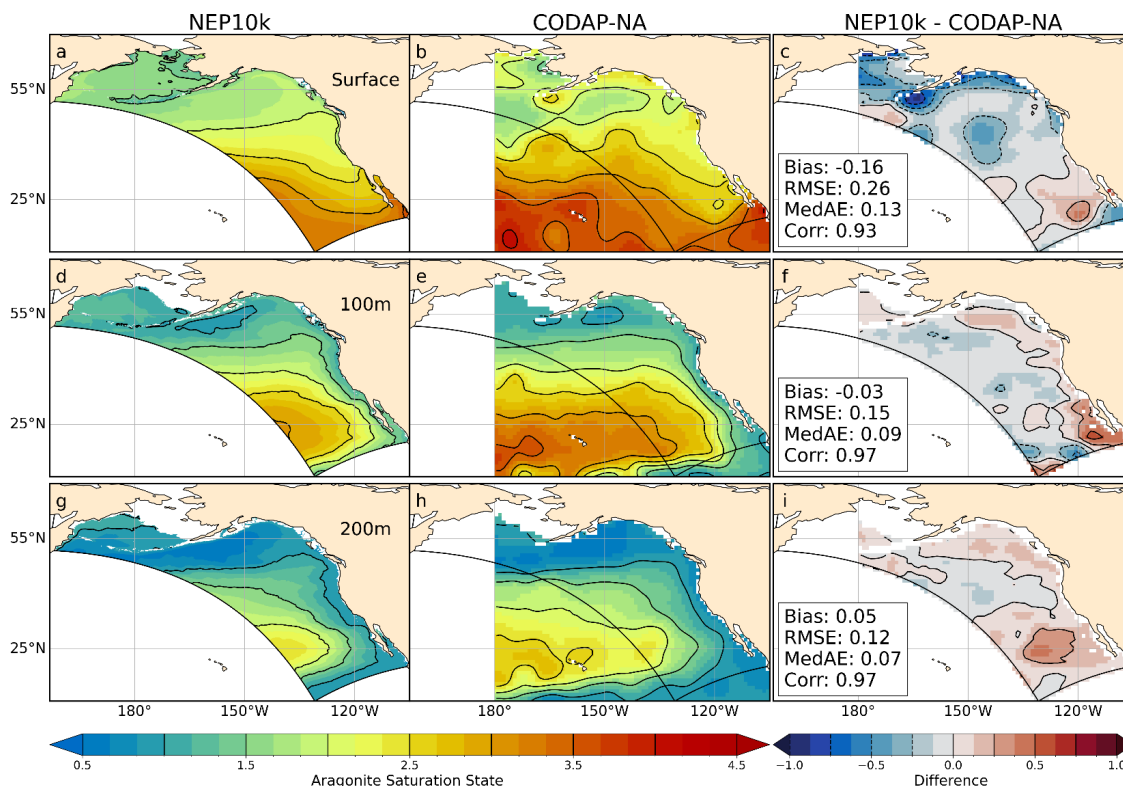 NEP10k CODAP-NA NEP10k - CODAP-NA
a Surface b c
55°N
25°N
Bias: -0.16
RMSE: 0.26
MedAE: 0.13
Corr: 0.93
d 100m e f
55°N
25°N
Bias: -0.03
RMSE: 0.15
MedAE: 0.09
Corr: 0.97
g 200m h i
55°N
25°N
Bias: 0.05
RMSE: 0.12
MedAE: 0.07
Corr: 0.97
180° 150°W 120°W 180° 150°W 120°W 180° 150°W 120°W
0.5 1.5 2.5 3.5 4.5 −1.0 −0.5 0.0 0.5 1.0
Aragonite Saturation State Difference